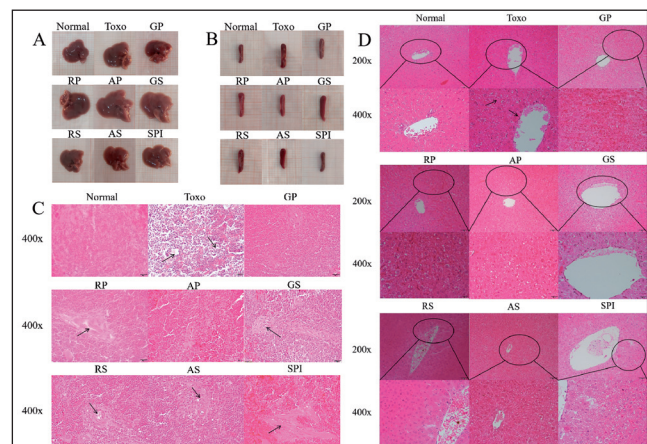 A
Normal Toxo GP
RP AP GS
RS AS SPI
B
Normal Toxo GP
RP AP GS
RS AS SPI
C
Normal Toxo GP
400x
RP AP GS
400x
RS AS SPI
400x
D
Normal Toxo GP
200x
400x
RP AP GS
200x
400x
RS AS SPI
200x
400x